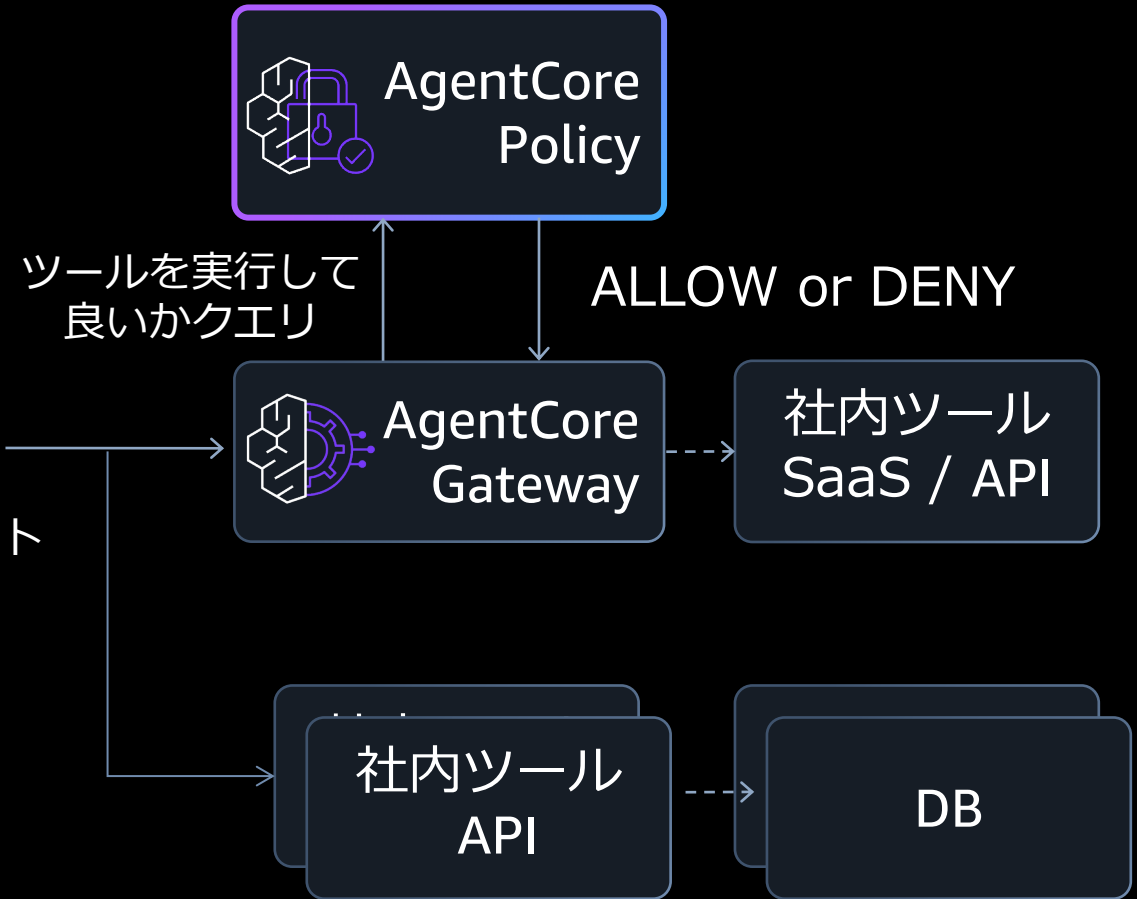 AgentCore
Policy
ツールを実行して
良いかクエリ
ALLOW or DENY
AgentCore
Gateway
社内ツール
SaaS / API
ト
社内ツール
API
DB